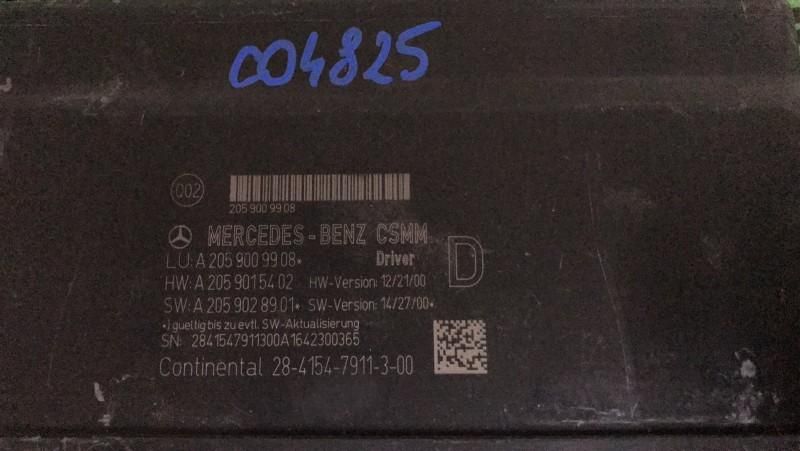 004825
002
205 900 99 08
MERCEDES-BENZ CSMM
L.U.: A 205 900 99 08* Driver D
HW: A 205 901 54 02 HW-Version: 12/21/00
SW: A 205 902 89 01* SW-Version: 14/27/00*
*) gueltig bis zu evtl. SW-Aktualisierung
SN: 2841547911300A1642300365
Continental 28-4154-7911-3-00